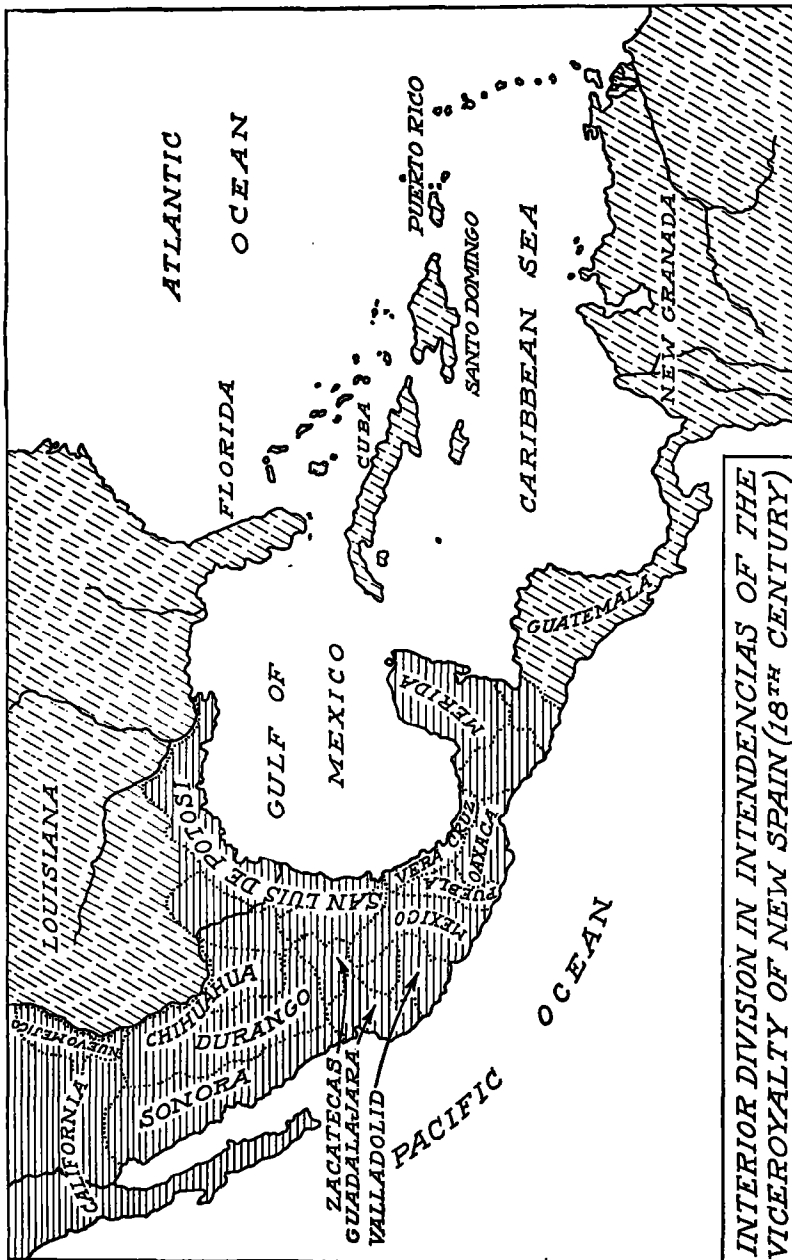 ATLANTIC
OCEAN
FLORIDA
PUERTO RICO
CUBA
SANTO DOMINGO
CARIBBEAN SEA
NEW GRANADA
GUATEMALA
GULF OF
MEXICO
LOUISIANA
MERIDA
SAN LUIS DE POTOSI
VERA CRUZ
OAXACA
PUEBLA
MEXICO
NUEVO MEJICO
CALIFORNIA
CHIHUAHUA
DURANGO
SONORA
ZACATECAS
GUADALAJARA
VALLADOLID
PACIFIC
OCEAN
INTERIOR DIVISION IN INTENDENCIAS OF THE
VICEROYALTY OF NEW SPAIN (18TH CENTURY)